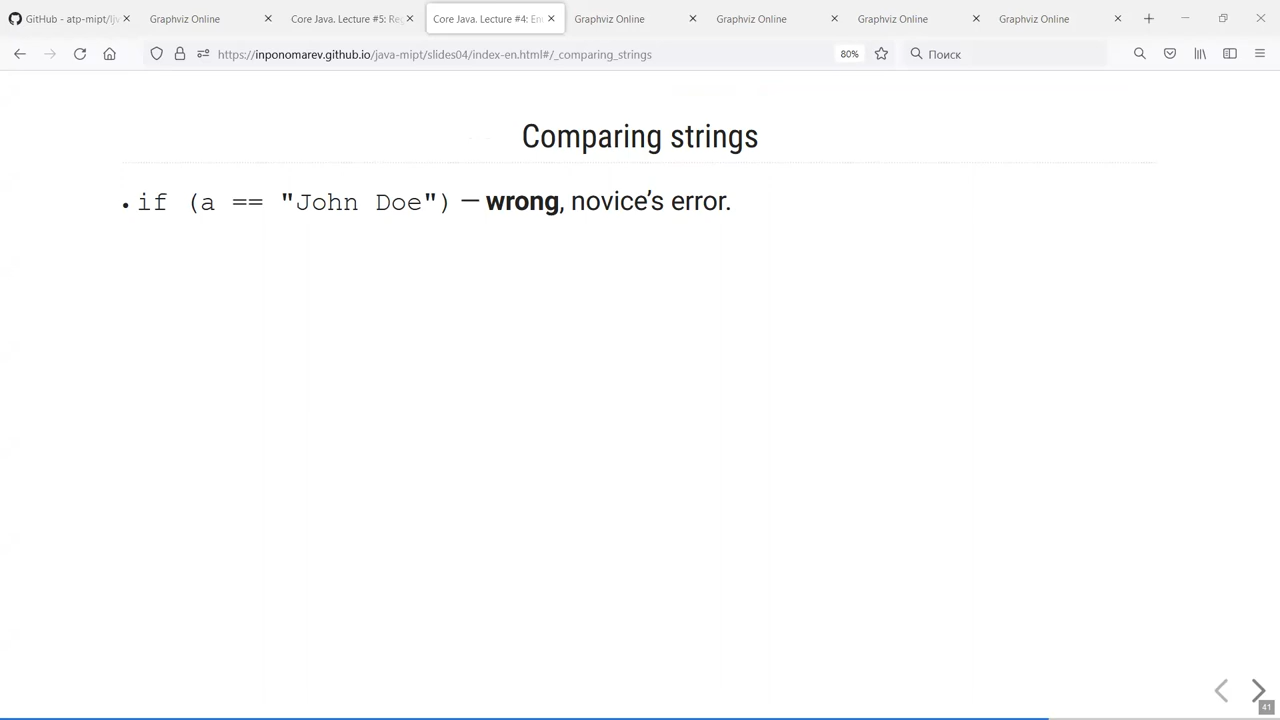 GitHub - atp-mipt/ljv
Graphviz Online
Core Java. Lecture #5: Re
Core Java. Lecture #4: En
Graphviz Online
Graphviz Online
Graphviz Online
Graphviz Online
https://inponomarev.github.io/java-mipt/slides04/index-en.html#/_comparing_strings
80%
Поиск
Comparing strings
• if (a == "John Doe") — wrong, novice’s error.
41